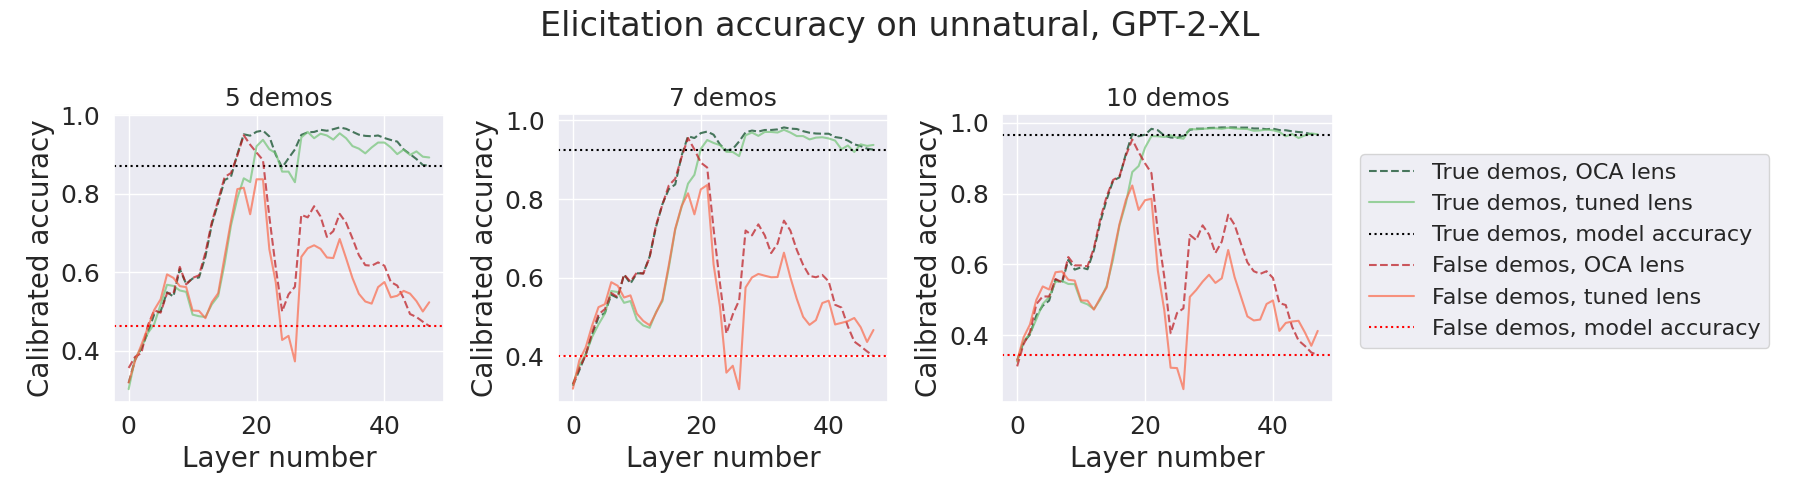 Elicitation accuracy on unnatural, GPT-2-XL
5 demos
7 demos
10 demos
Calibrated accuracy
1.0
0.8
0.6
0.4
0
20
40
Layer number
Calibrated accuracy
1.0
0.8
0.6
0.4
0
20
40
Layer number
Calibrated accuracy
1.0
0.8
0.6
0.4
0
20
40
Layer number
True demos, OCA lens
True demos, tuned lens
True demos, model accuracy
False demos, OCA lens
False demos, tuned lens
False demos, model accuracy